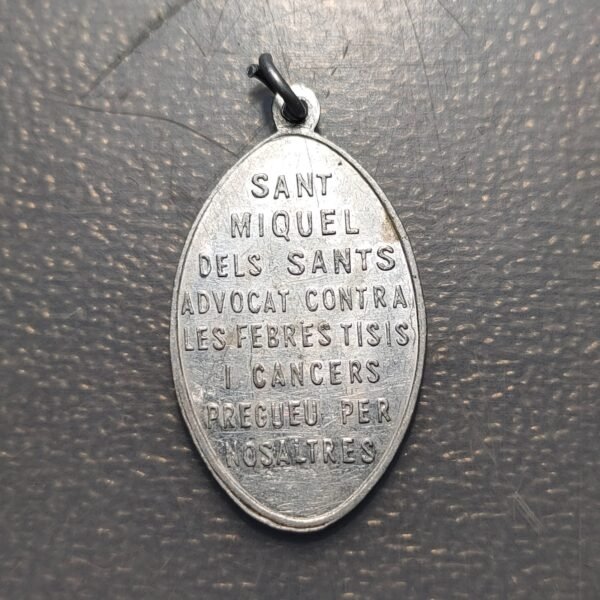 SANT
MIQUEL
DELS SANTS
ADVOCAT CONTRA
LES FEBRES TISIS
I CANCERS
PREGUEU PER
NOSALTRES